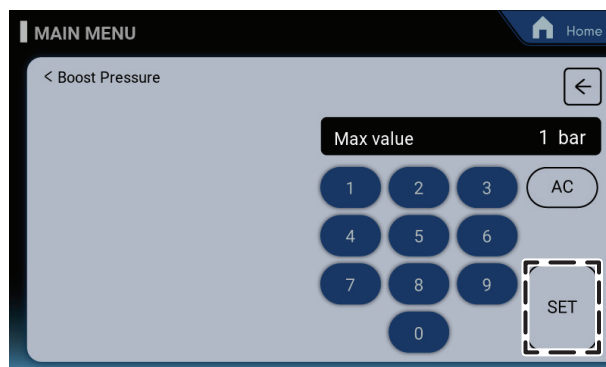 MAIN MENU
Home
< Boost Pressure
Max value 1 bar
1 2 3 AC
4 5 6
7 8 9
SET
0